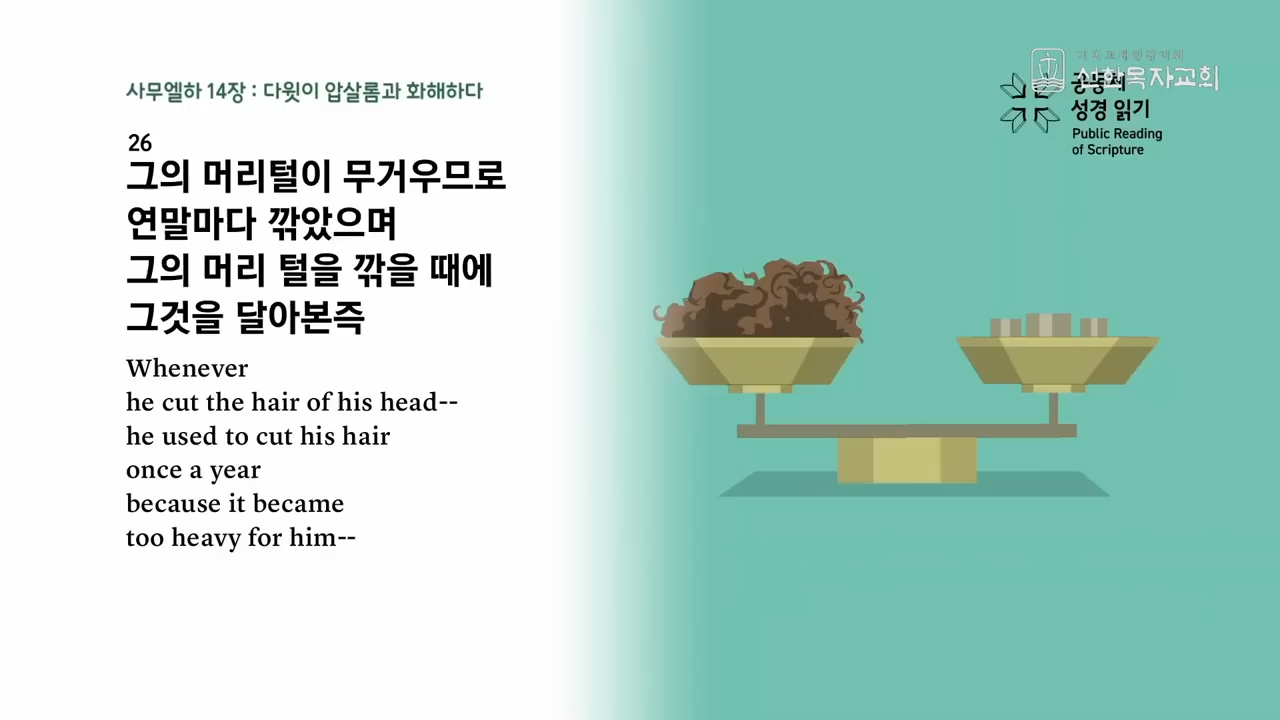 사무엘하 14장 : 다윗이 압살롬과 화해하다
26
그의 머리털이 무거우므로
연말마다 깎았으며
그의 머리 털을 깎을 때에
그것을 달아본즉
Whenever
he cut the hair of his head--
he used to cut his hair
once a year
because it became
too heavy for him--
공동체
성경 읽기
Public Reading
of Scripture